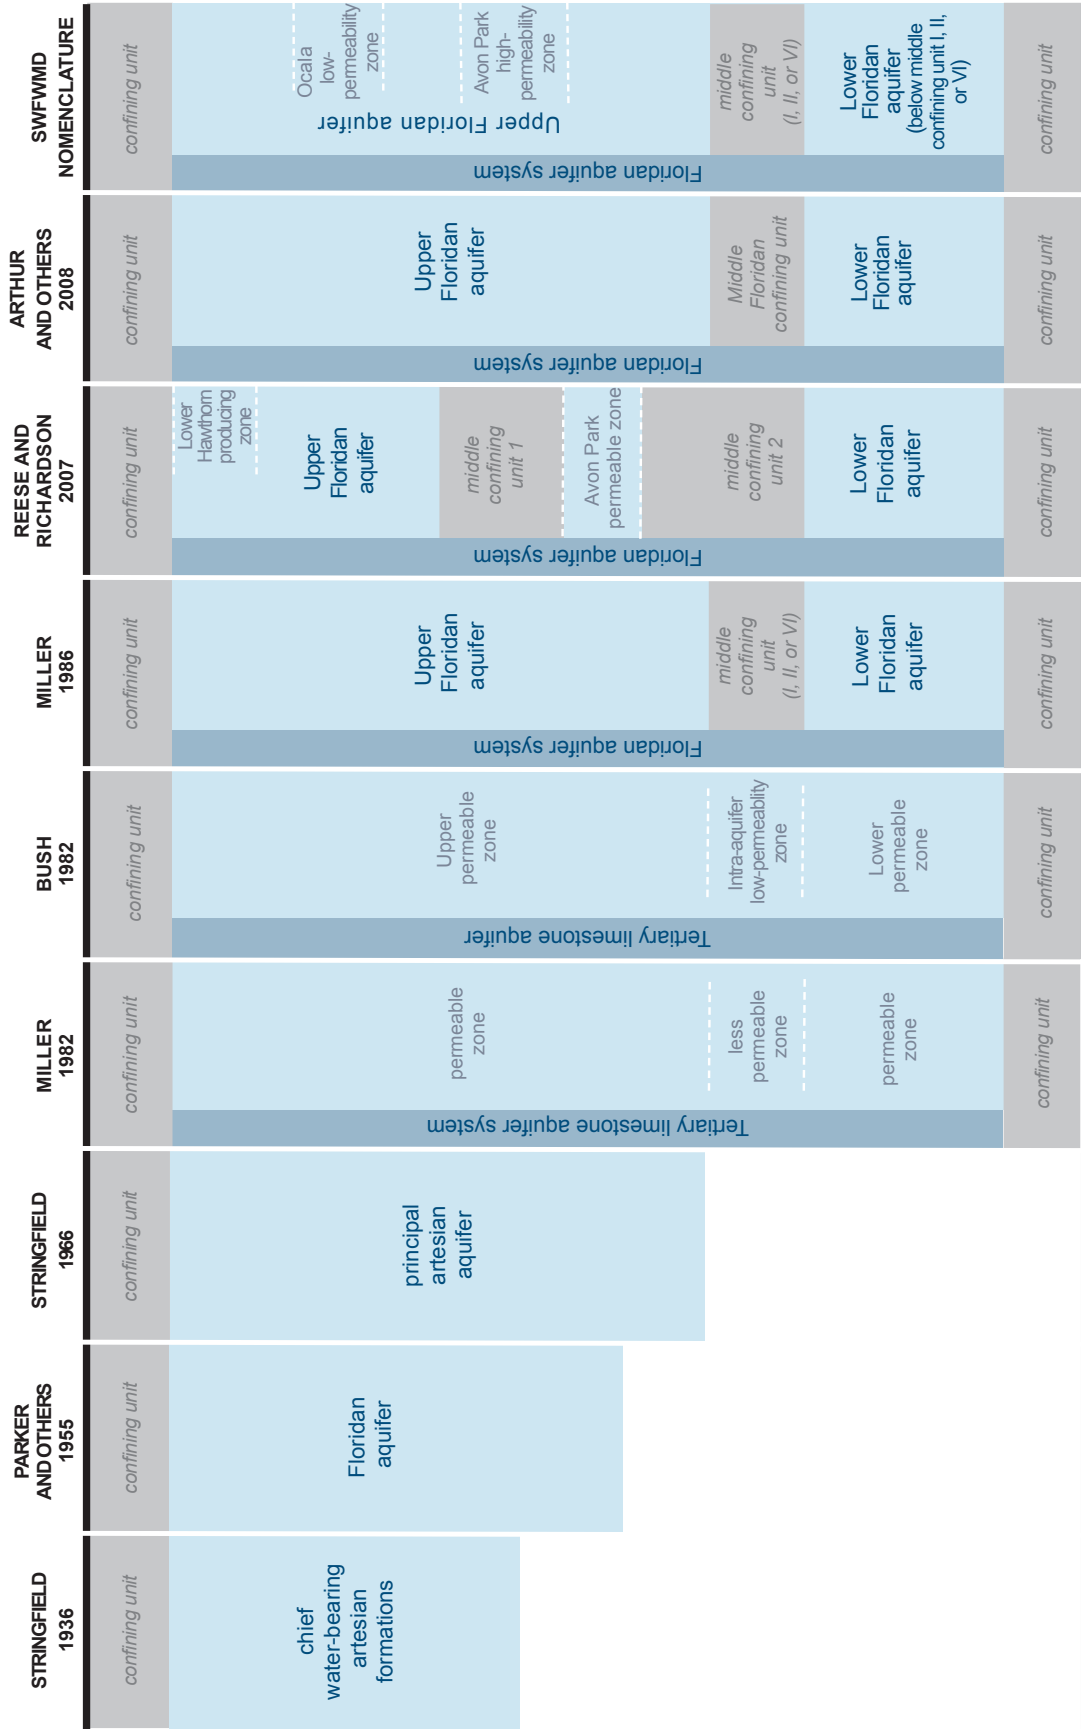 STRINGFIELD
1936
confining unit
chief
water-bearing
artesian
formations
PARKER
AND OTHERS
1955
confining unit
Floridan
aquifer
STRINGFIELD
1966
confining unit
principal
artesian
aquifer
MILLER
1982
confining unit
Tertiary limestone aquifer system
permeable
zone
less
permeable
zone
permeable
zone
confining unit
BUSH
1982
confining unit
Tertiary limestone aquifer
Upper
permeable
zone
Intra-aquifer
low-permeablity
zone
Lower
permeable
zone
confining unit
MILLER
1986
confining unit
Floridan aquifer system
Upper
Floridan
aquifer
middle
confining
unit
(I, II, or VI)
Lower
Floridan
aquifer
confining unit
REESE AND
RICHARDSON
2007
confining unit
Floridan aquifer system
Lower
Hawthorn
producing
zone
Upper
Floridan
aquifer
middle
confining
unit 1
Avon Park
permeable zone
middle
confining
unit 2
Lower
Floridan
aquifer
confining unit
ARTHUR
AND OTHERS
2008
confining unit
Floridan aquifer system
Upper
Floridan
aquifer
Middle
Floridan
confining unit
Lower
Floridan
aquifer
confining unit
SWFWMD
NOMENCLATURE
confining unit
Floridan aquifer system
Upper Floridan aquifer
Ocala
low-
permeability
zone
Avon Park
high-
permeability
zone
middle
confining
unit
(I, II, or VI)
Lower
Floridan
aquifer
(below middle
confining unit I, II,
or VI)
confining unit